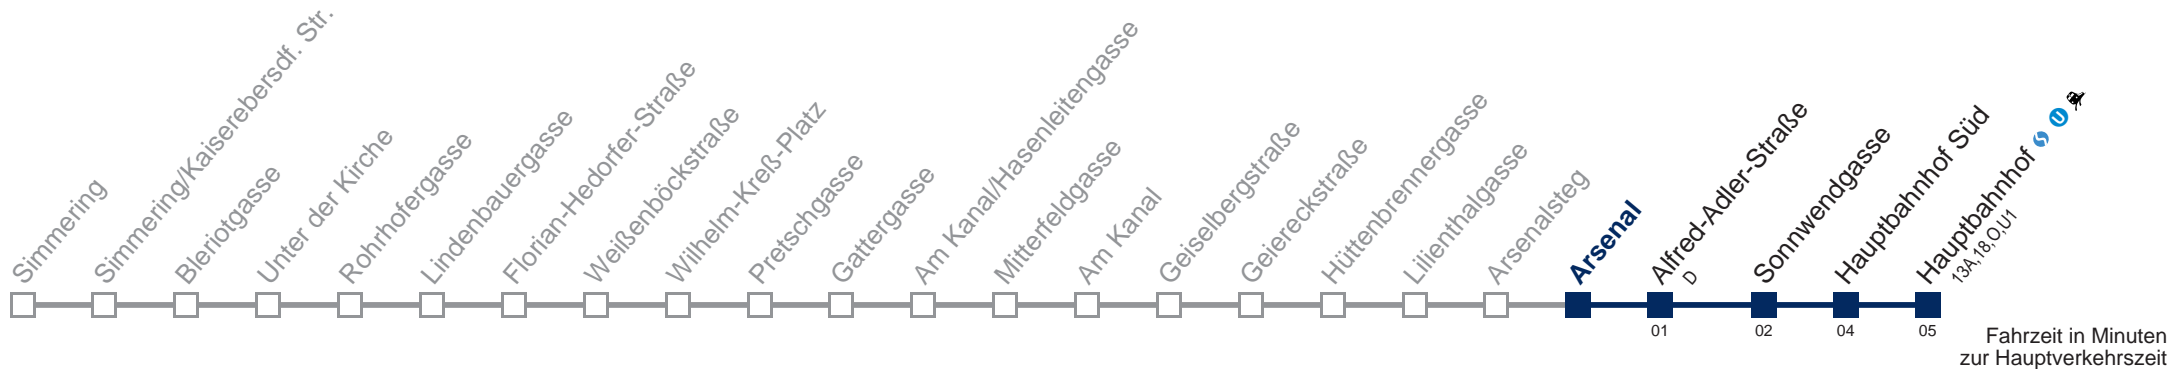 Simmering
Simmering/Kaiserebersdf. Str.
Bleriotgasse
Unter der Kirche
Rohrhofergasse
Lindenbauergasse
Florian-Hedorfer-Straße
Weißenböckstraße
Wilhelm-Kreß-Platz
Pretschgasse
Gattergasse
Am Kanal/Hasenleitengasse
Mitterfeldgasse
Am Kanal
Geiselbergstraße
Geiereckstraße
Hüttenbrennergasse
Lilienthalgasse
Arsenalsteg
Arsenal
Alfred-Adler-Straße
D
Sonnwendgasse
Hauptbahnhof Süd
Hauptbahnhof U
13A,18,O,U1
01
02
04
05
Fahrzeit in Minuten
zur Hauptverkehrszeit